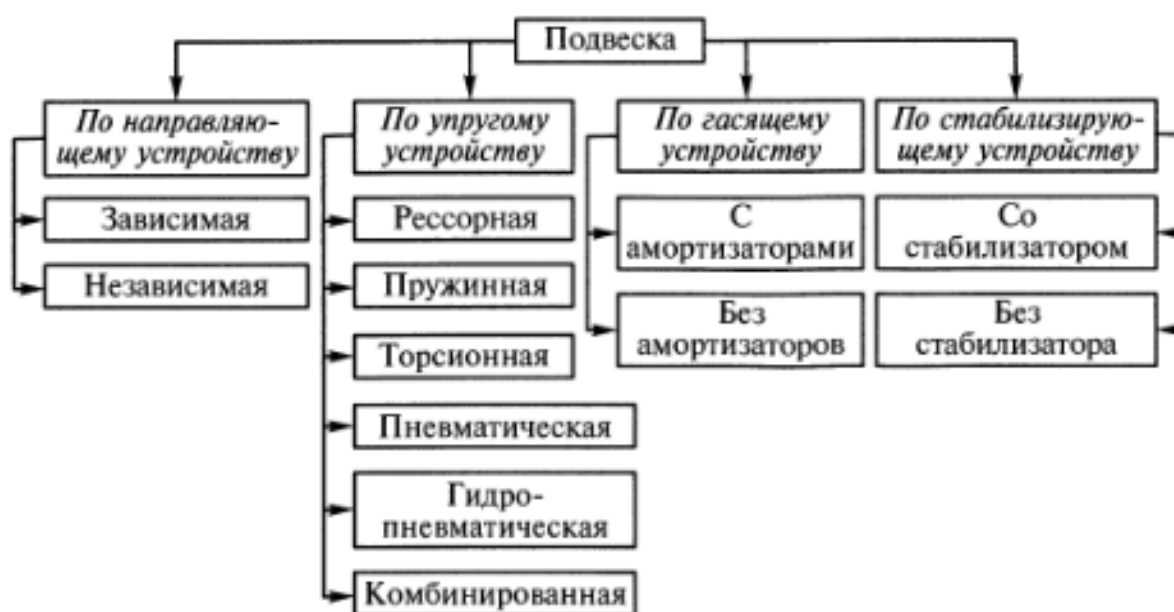 Подвеска
По направляю-
щему устройству
Зависимая
Независимая
По упругому
устройству
Рессорная
Пружинная
Торсионная
Пневматическая
Гидро-
пневматическая
Комбинированная
По гасящему
устройству
С
амортизаторами
Без
амортизаторов
По стабилизирую-
щему устройству
Со
стабилизатором
Без
стабилизатора